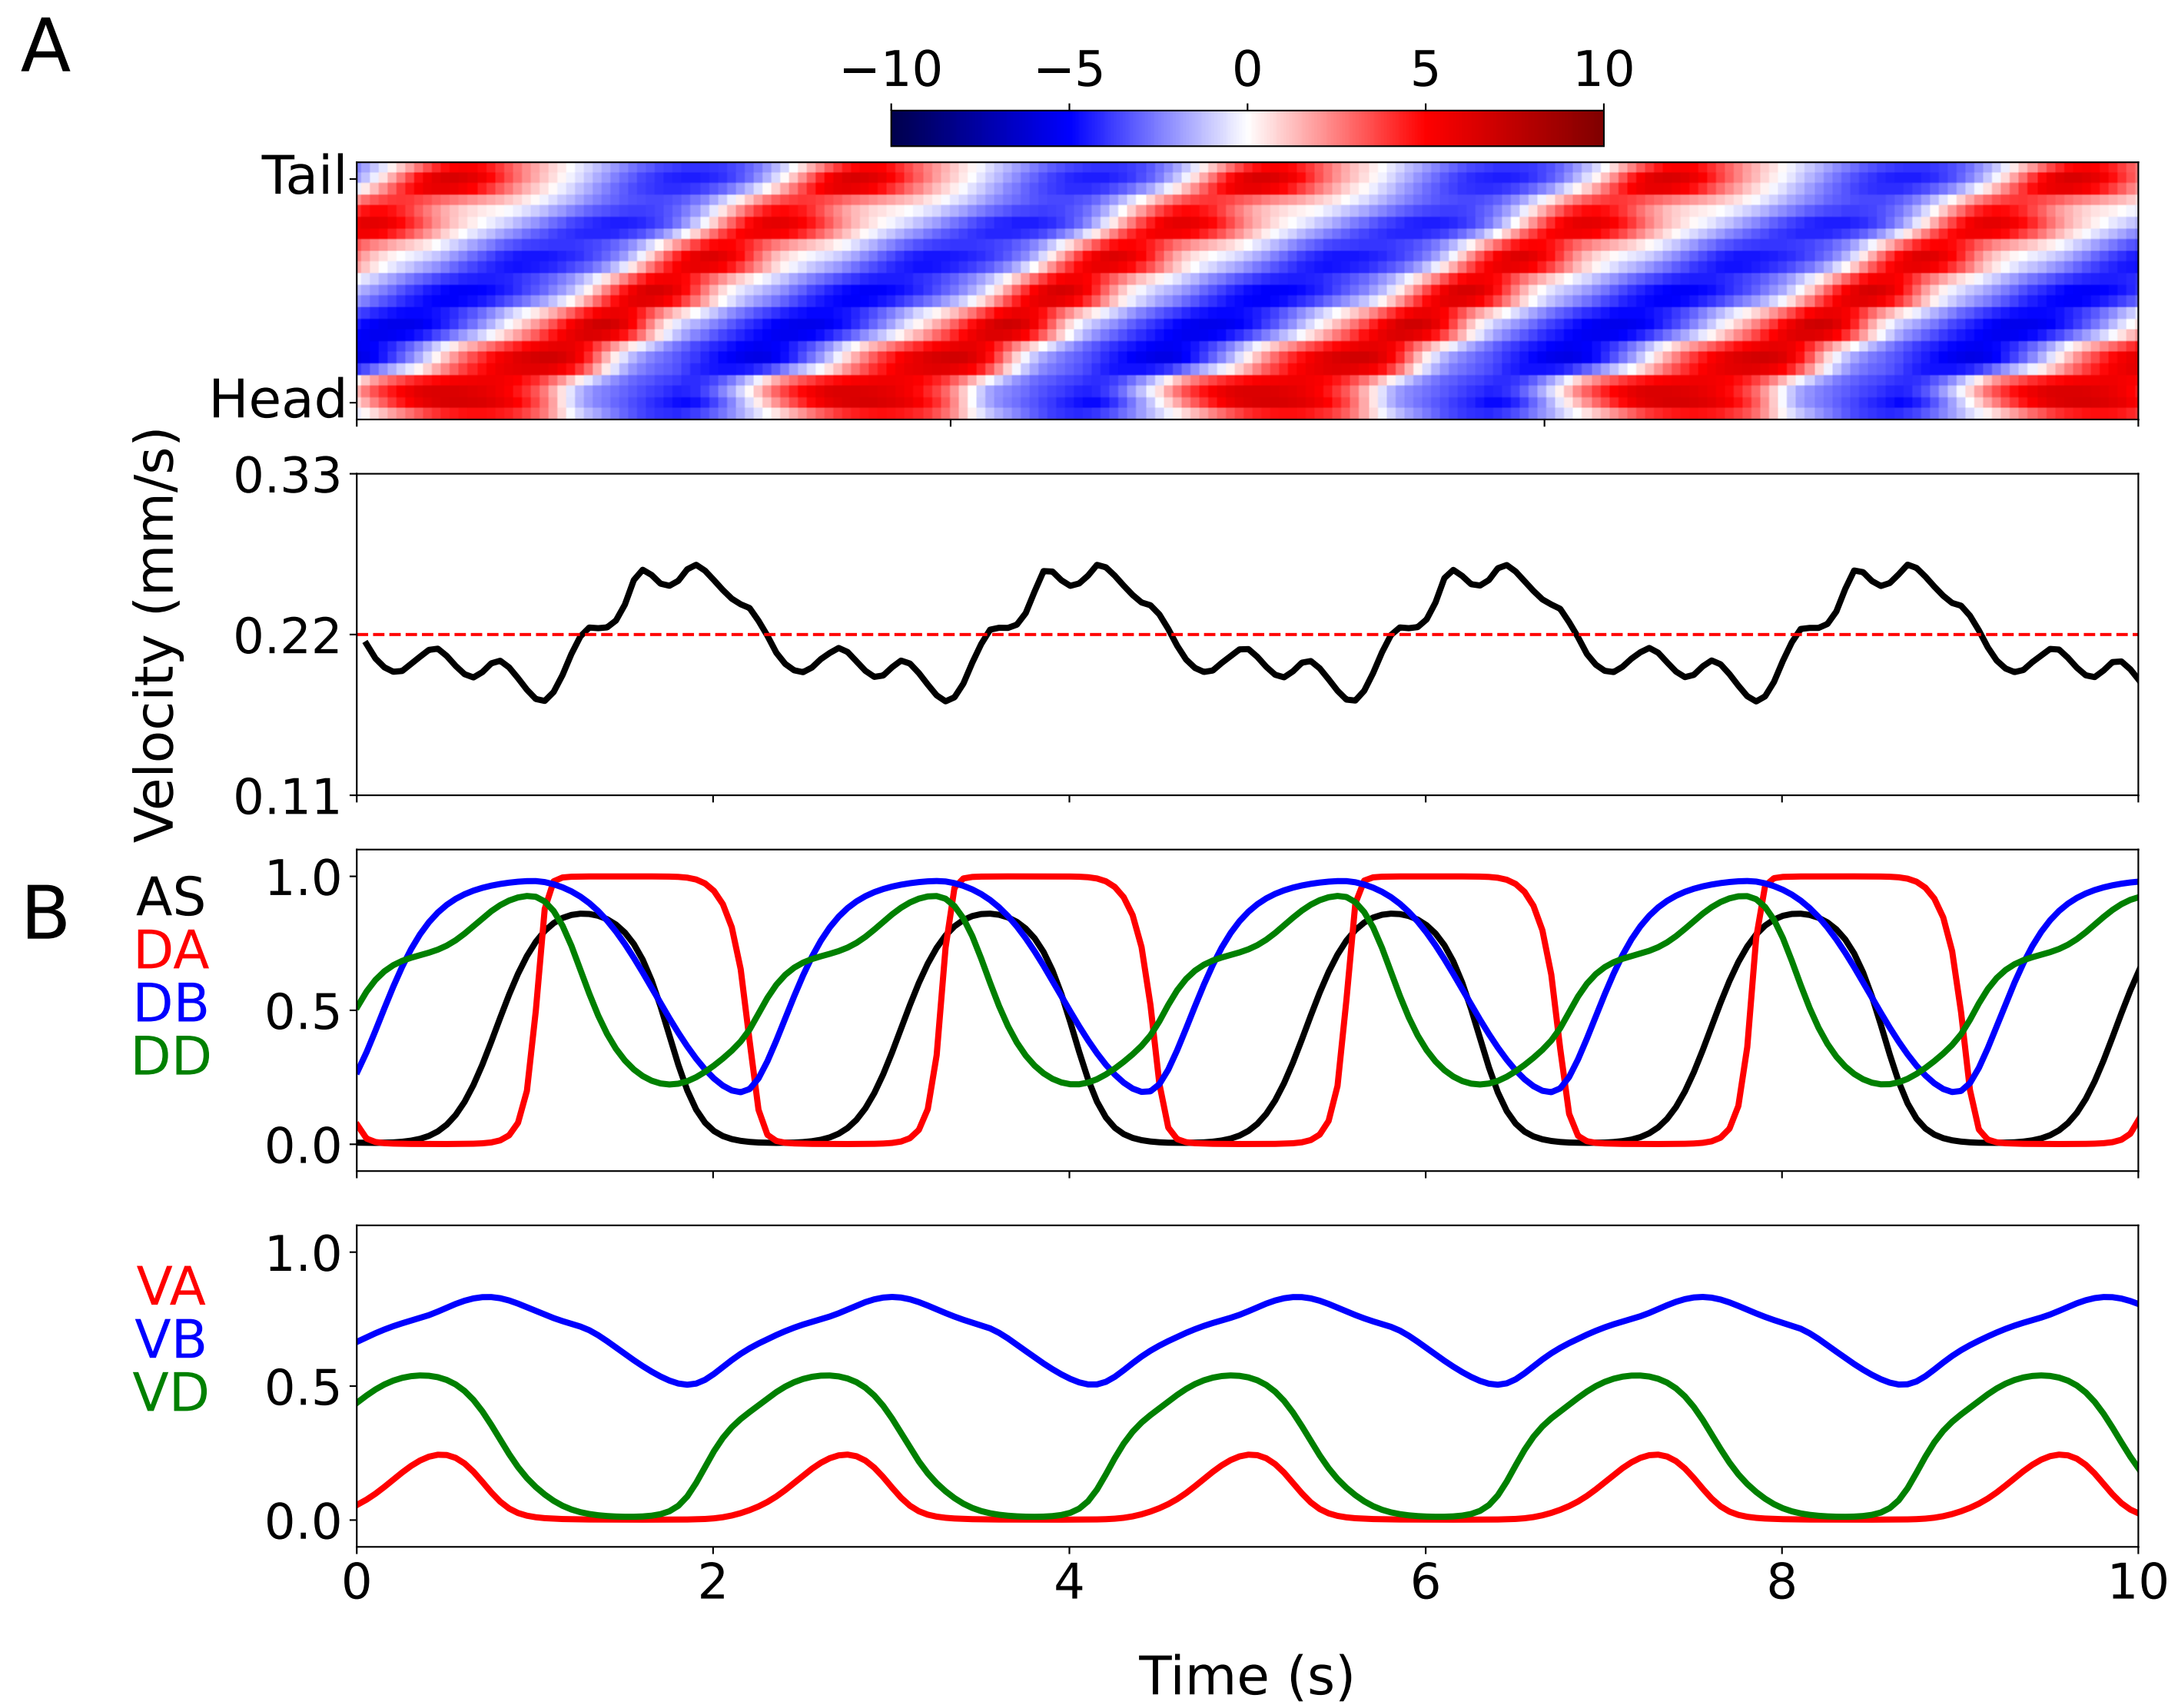 A
−10 −5 0 5 10
Tail
Head
Velocity (mm/s)
0.33
0.22
0.11
B
AS
DA
DB
DD
1.0
0.5
0.0
VA
VB
VD
1.0
0.5
0.0
0 2 4 6 8 10
Time (s)